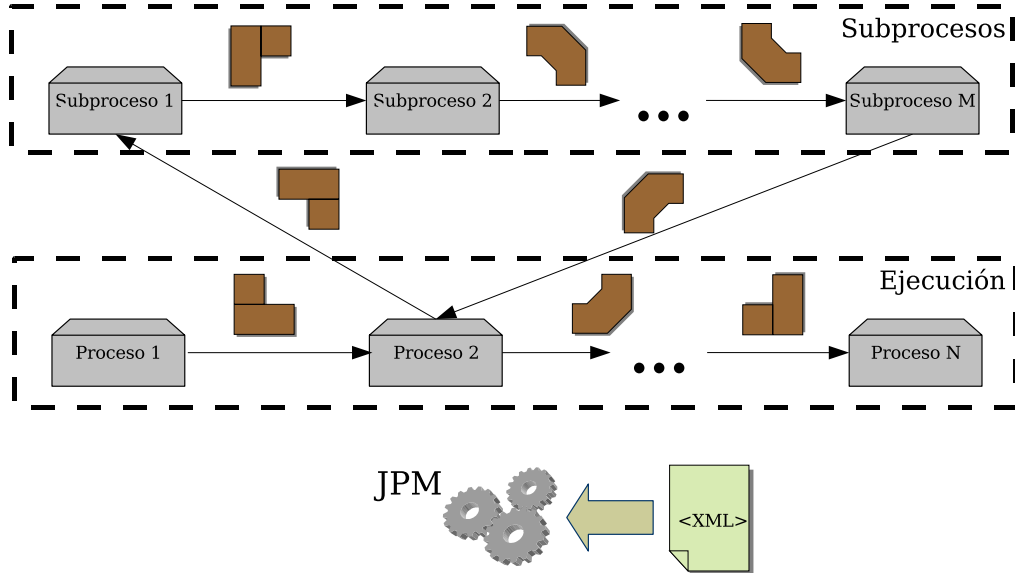 Subprocesos
Subproceso 1
Subproceso 2
Subproceso M
Ejecución
Proceso 1
Proceso 2
Proceso N
JPM
<XML>